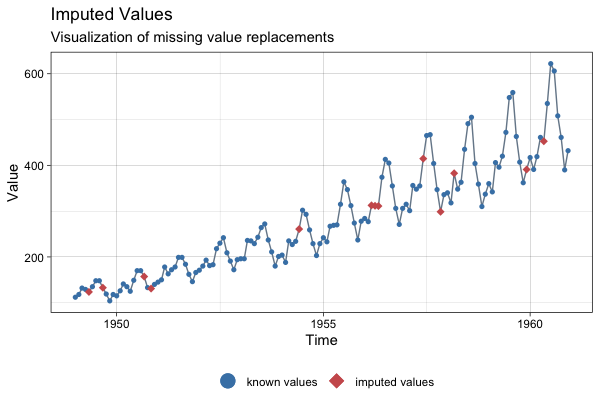 Imputed Values
Visualization of missing value replacements
600
400
200
Value
1950
1955
1960
Time
known values
imputed values